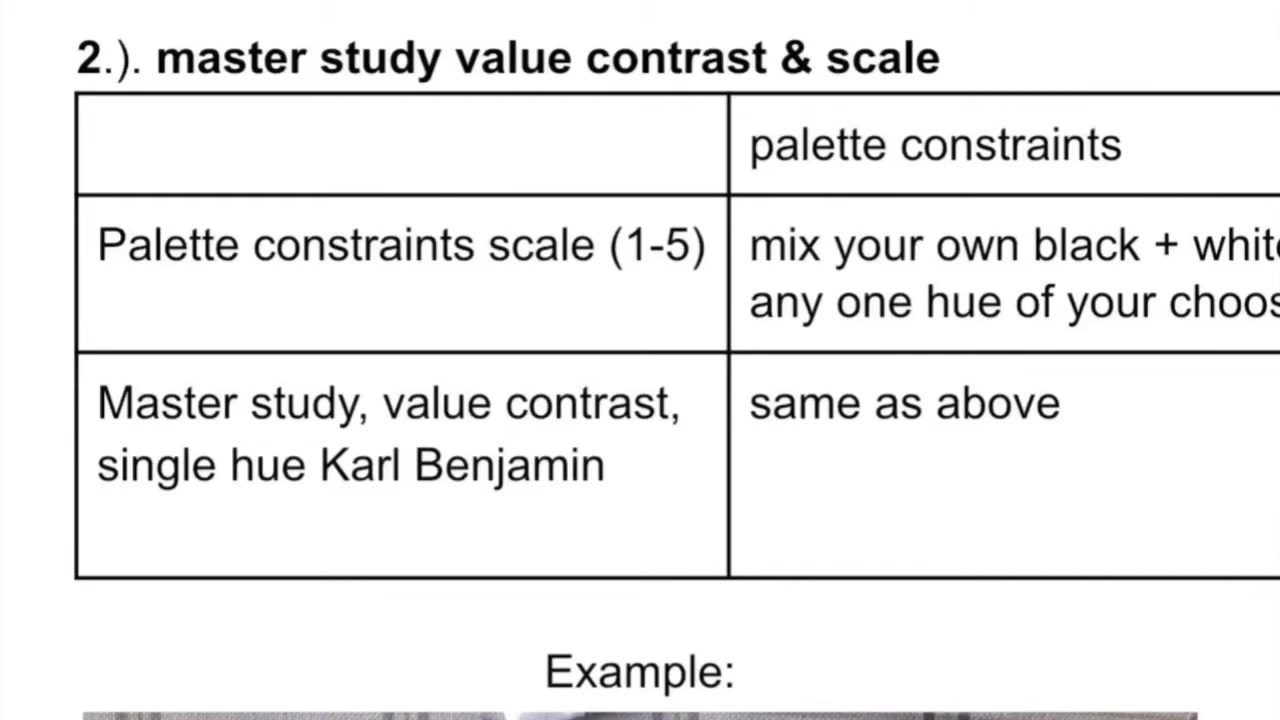 2.). master study value contrast & scale
palette constraints
Palette constraints scale (1-5)
mix your own black +
any one hue of your
Master study, value contrast,
single hue Karl Benjamin
same as above
Example: